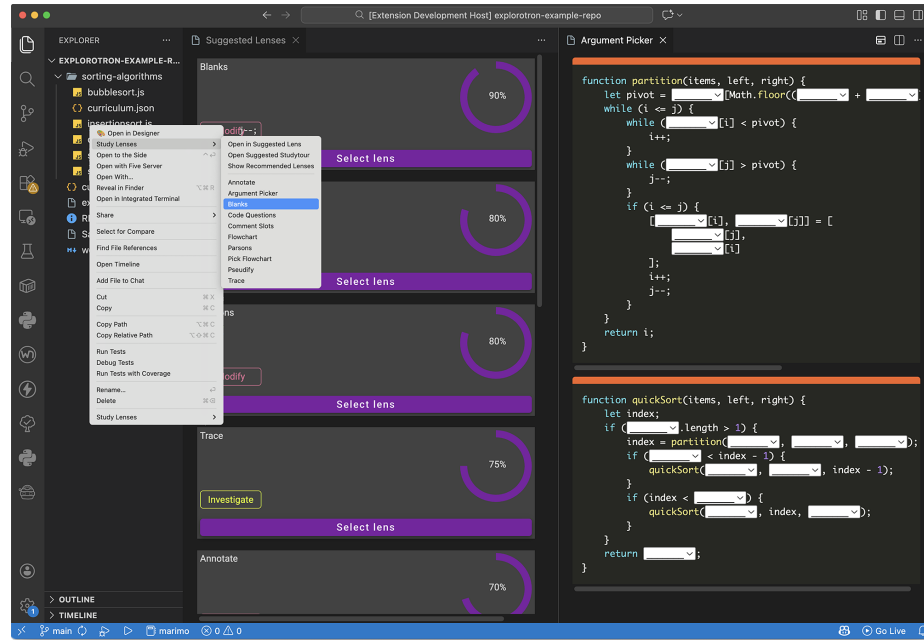 [Extension Development Host] explorotron-example-repo
EXPLORER
Suggested Lenses
Argument Picker
EXPLOROTRON-EXAMPLE-R...
sorting-algorithms
bubblesort.js
curriculum.json
insertionsort.js
Open in Designer
Study Lenses
Open to the Side
Open with Five Server
Open With...
Reveal in Finder ⌥⌘R
Open in Integrated Terminal
Share
Select for Compare
Find File References
Open Timeline
Add File to Chat
Cut ⌘X
Copy ⌘C
Copy Path ⌥⌘C
Copy Relative Path ⌥⇧⌘C
Run Tests
Debug Tests
Run Tests with Coverage
Rename...
Delete
Study Lenses
Open in Suggested Lens
Open Suggested Studytour
Show Recommended Lenses
Annotate
Argument Picker
Blanks
Code Questions
Comment Slots
Flowchart
Parsons
Pick Flowchart
Pseudify
Trace
OUTLINE
TIMELINE
Blanks
90%
Select lens
80%
Select lens
ns
80%
odify
Select lens
Trace
75%
Investigate
Select lens
Annotate
70%
function partition(items, left, right) {
let pivot = [Math.floor(( +
while (i <= j) {
while ( [i] < pivot) {
i++;
}
while ( [j] > pivot) {
j--;
}
if (i <= j) {
[ [i], [j]] = [
[j],
[i]
];
i++;
j--;
}
}
return i;
}
function quickSort(items, left, right) {
let index;
if ( .length > 1) {
index = partition( , , );
if ( < index - 1) {
quickSort( , , index - 1);
}
if (index < ) {
quickSort( , index, );
}
}
return ;
}
main
marimo
0 0
Go Live
1